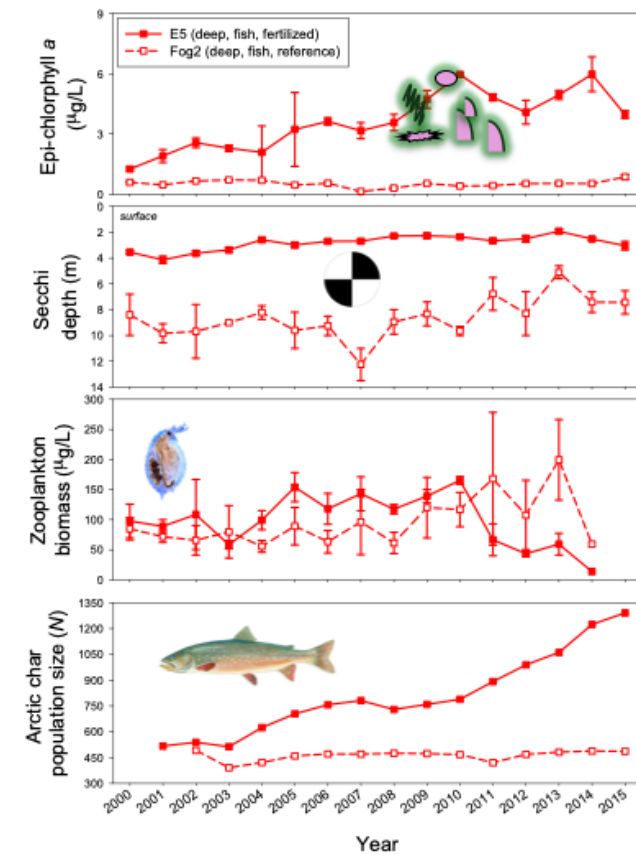 E5 (deep, fish, fertilized)
Fog2 (deep, fish, reference)
Epi-chlorophyll a
(µg/L)
9
6
3
0
surface
Secchi
depth (m)
0
2
4
6
8
10
12
14
Zooplankton
biomass (µg/L)
300
250
200
150
100
50
0
Arctic char
population size (N)
1350
1200
1050
900
750
600
450
300
2000 2001 2002 2003 2004 2005 2006 2007 2008 2009 2010 2011 2012 2013 2014 2015
Year